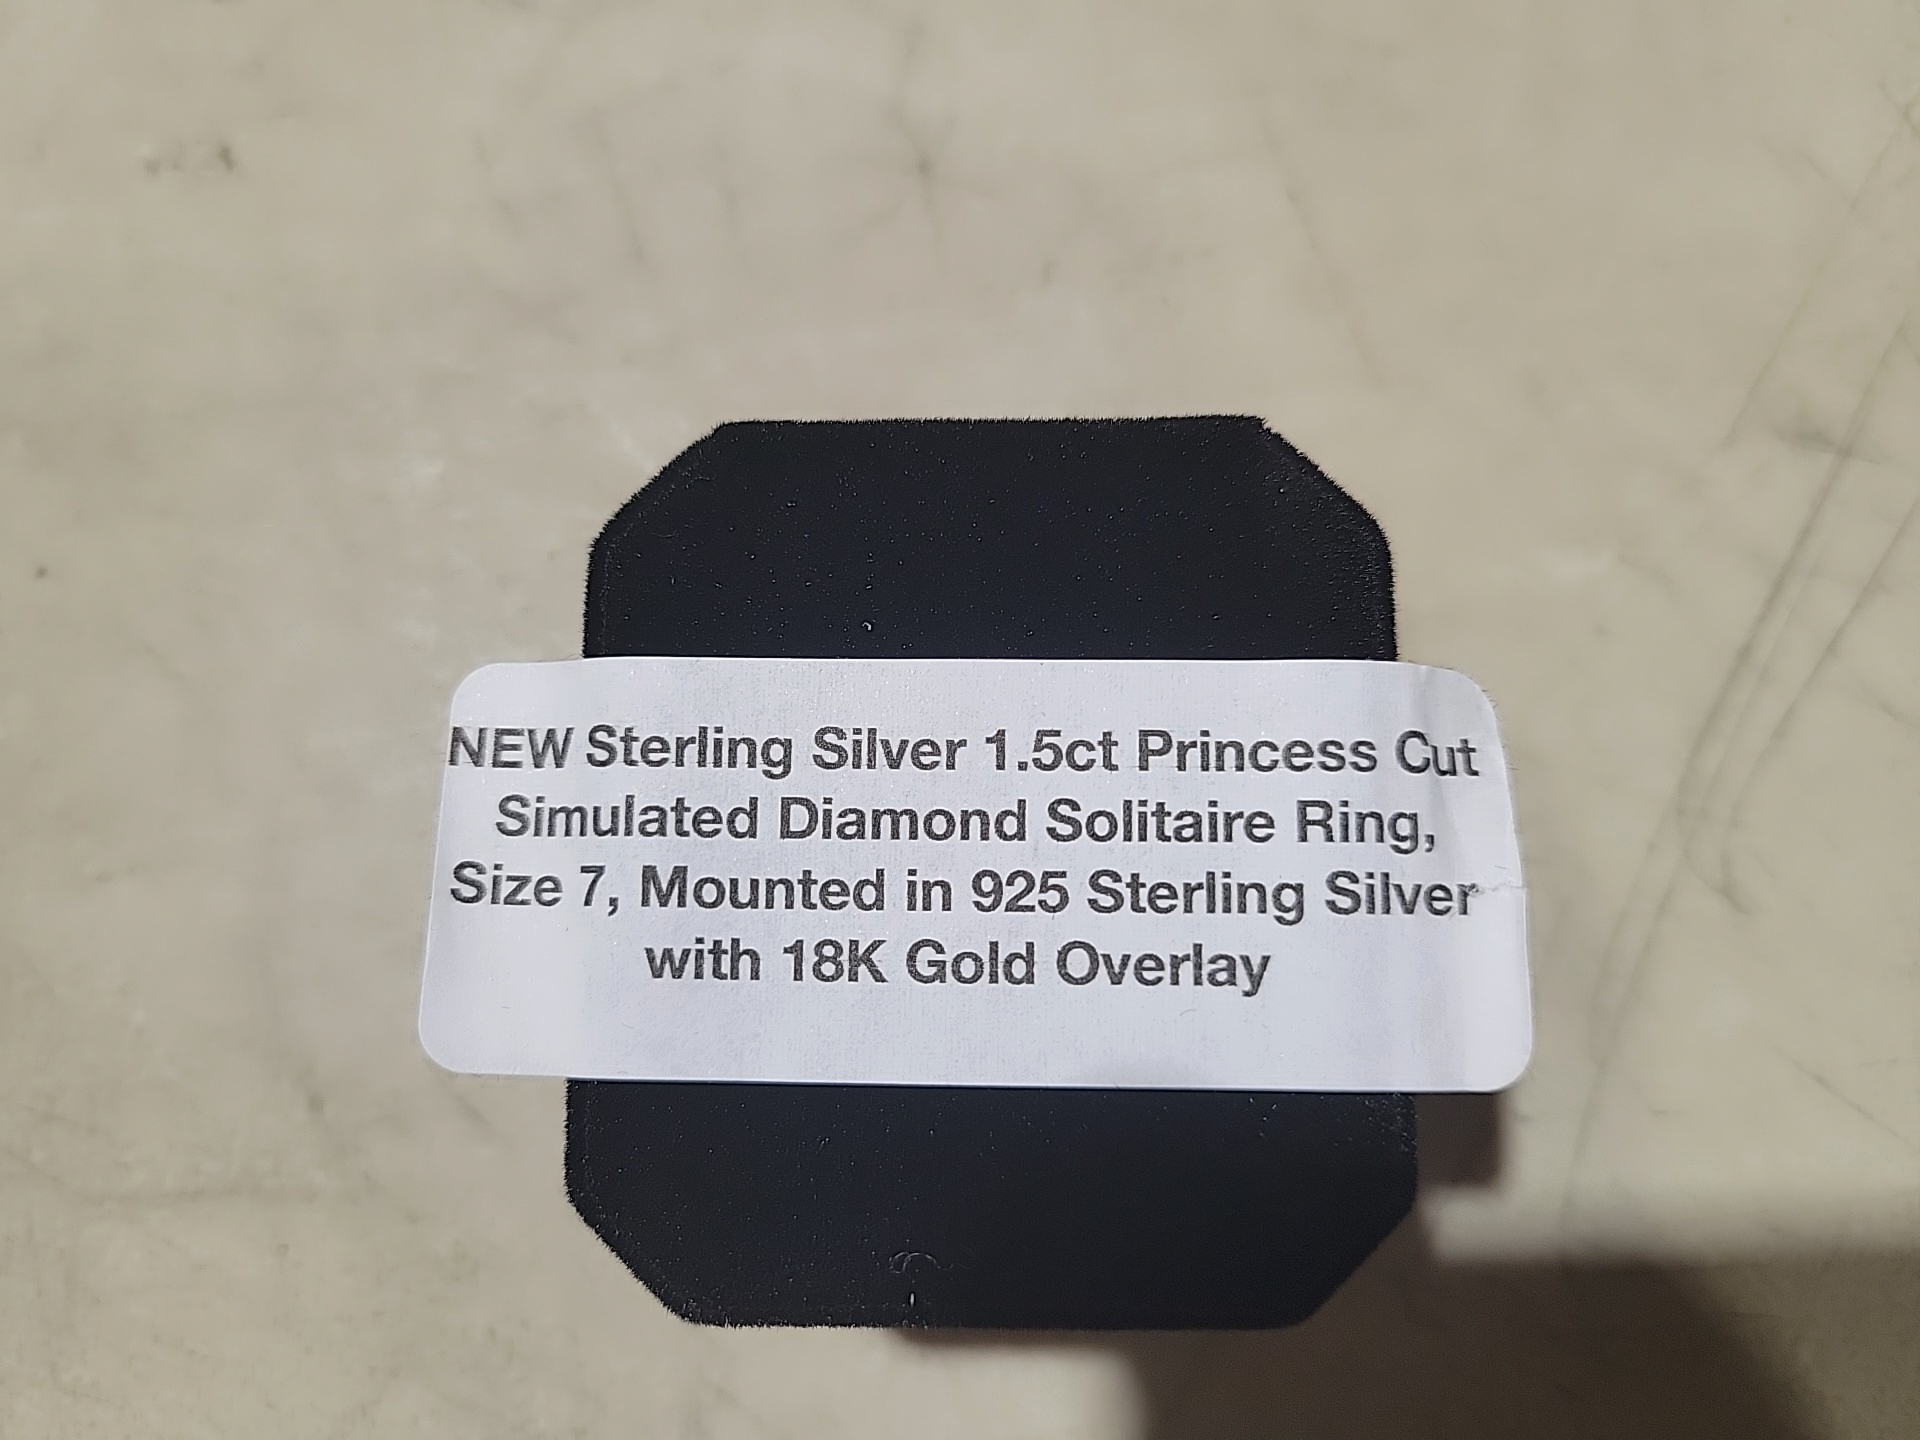 NEW Sterling Silver 1.5ct Princess Cut
Simulated Diamond Solitaire Ring,
Size 7, Mounted in 925 Sterling Silver
with 18K Gold Overlay